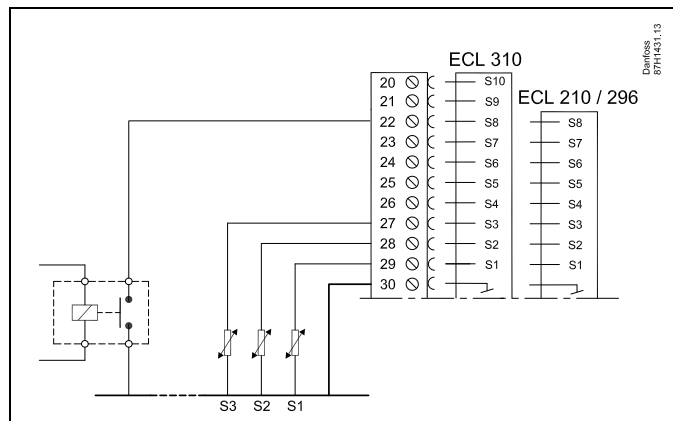 Danfoss
87H1431.13
ECL 310
ECL 210 / 296
20 S10
21 S9
22 S8 S8
23 S7 S7
24 S6 S6
25 S5 S5
26 S4 S4
27 S3 S3
28 S2 S2
29 S1 S1
30
S3 S2 S1